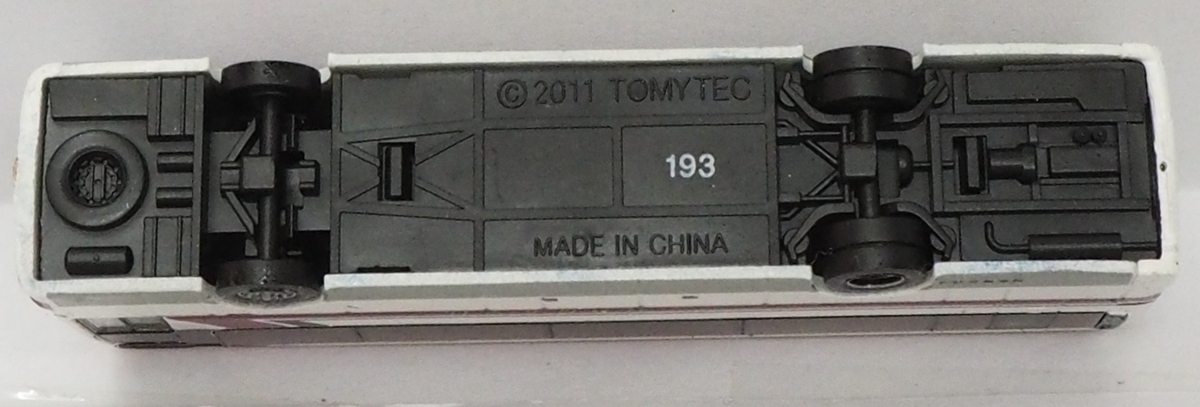 © 2011 TOMYTEC
193
MADE IN CHINA